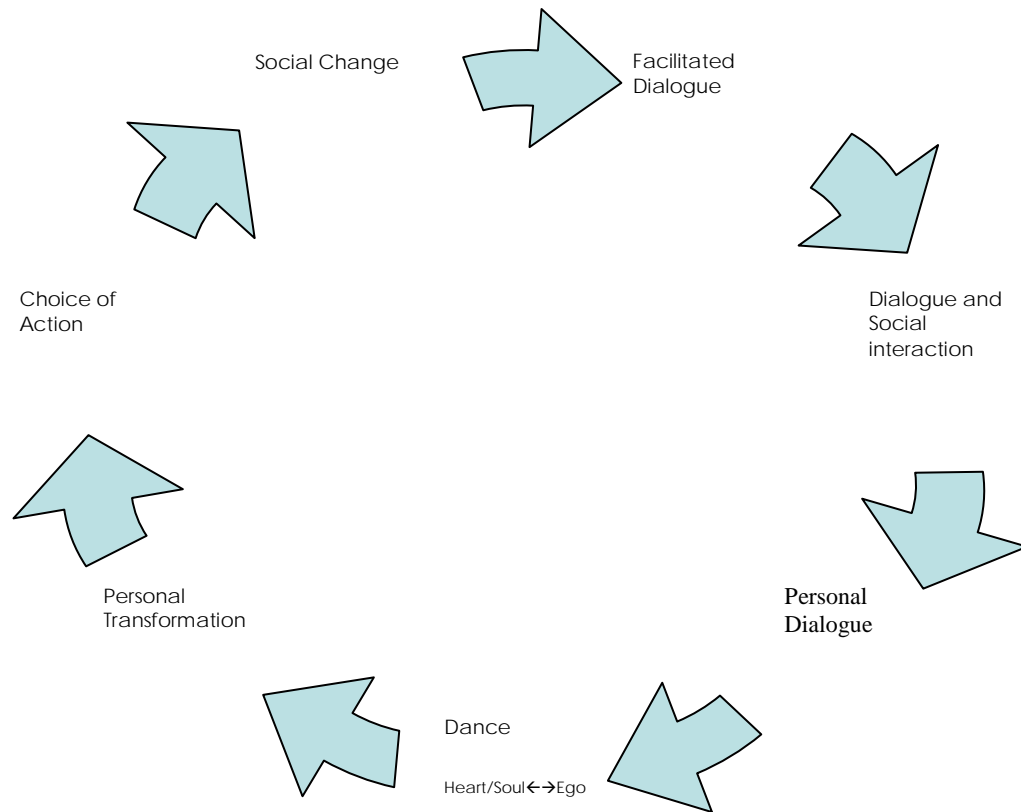 Social Change
Facilitated
Dialogue
Dialogue and
Social
interaction
Personal
Dialogue
Dance
Heart/Soul←→Ego
Personal
Transformation
Choice of
Action